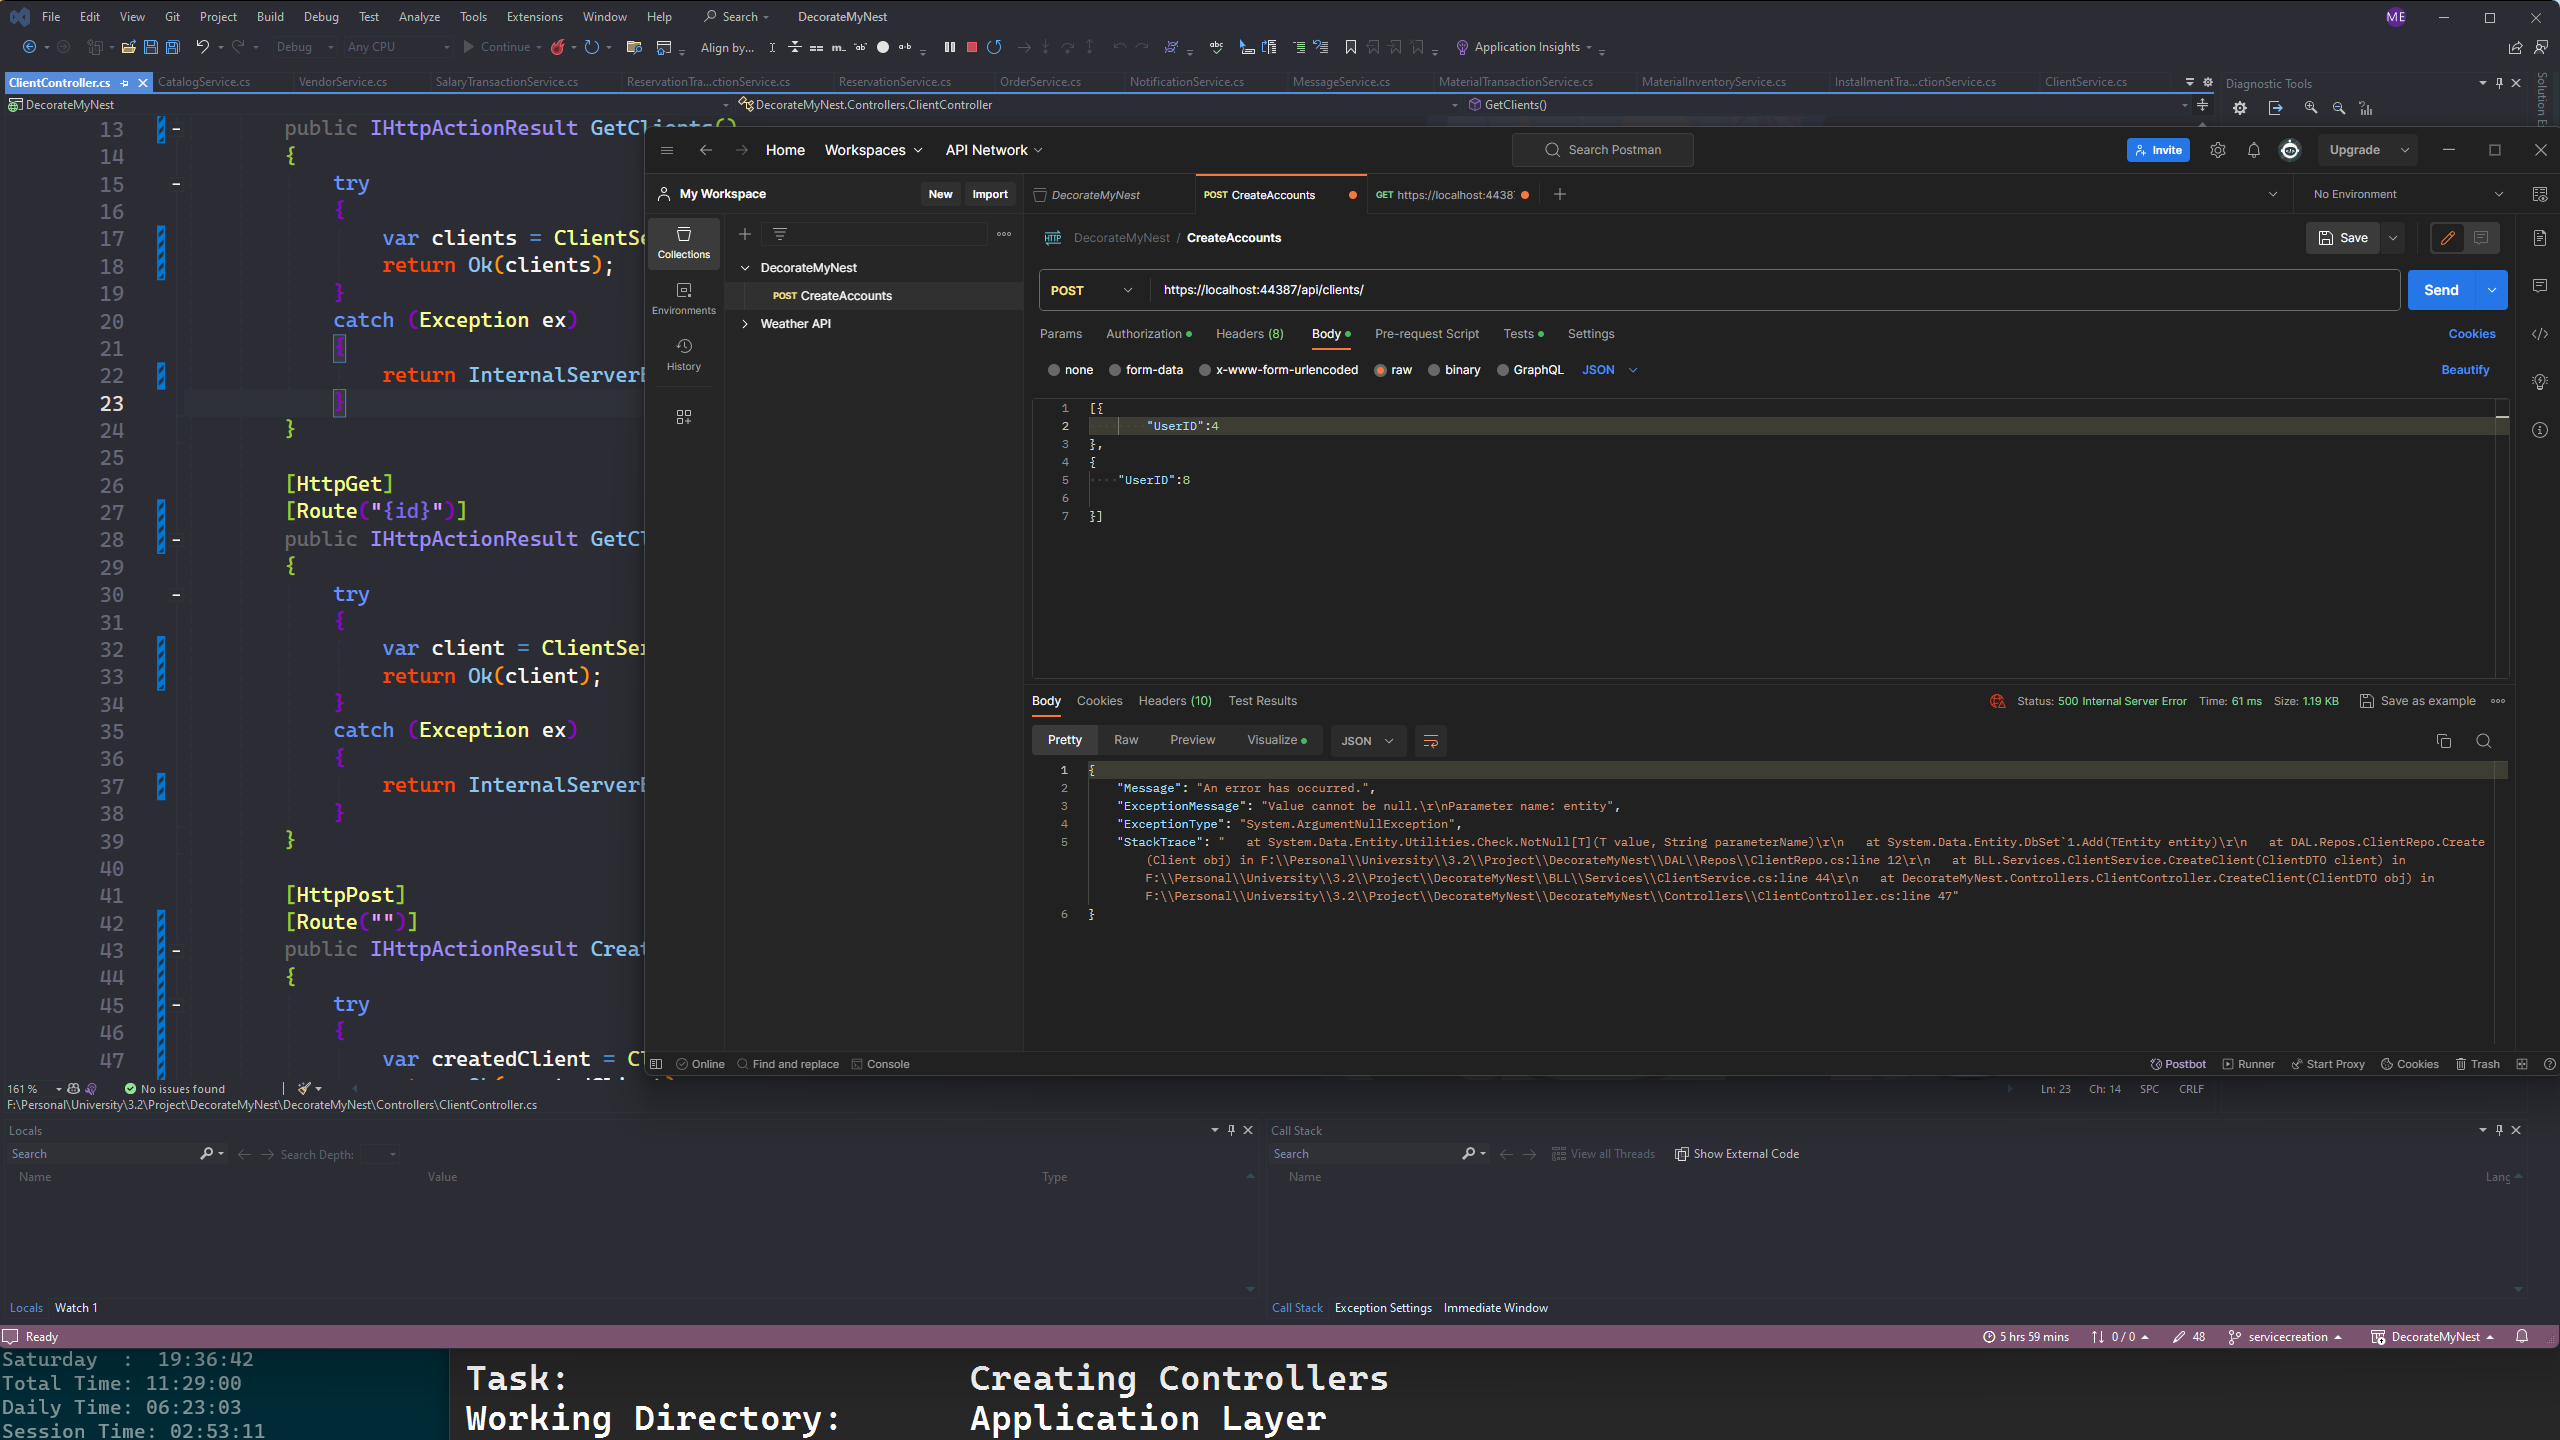 File Edit View Git Project Build Debug Test Analyze Tools Extensions Window Help Search DecorateMyNest ME
Debug Any CPU Continue Align by... Application Insights
ClientController.cs CatalogService.cs VendorService.cs SalaryTransactionService.cs ReservationTra...ctionService.cs ReservationService.cs OrderService.cs NotificationService.cs MessageService.cs MaterialTransactionService.cs MaterialInventoryService.cs InstallmentTra...ctionService.cs ClientService.cs Diagnostic Tools
DecorateMyNest DecorateMyNest.Controllers.ClientController GetClients()
13 public IHttpActionResult GetClients()
14 {
15 try
16 {
17 var clients = ClientSe
18 return Ok(clients);
19 }
20 catch (Exception ex)
21 {
22 return InternalServerE
23 }
24 }
25
26 [HttpGet]
27 [Route("{id}")]
28 public IHttpActionResult GetCl
29 {
30 try
31 {
32 var client = ClientSer
33 return Ok(client);
34 }
35 catch (Exception ex)
36 {
37 return InternalServerE
38 }
39 }
40
41 [HttpPost]
42 [Route("")]
43 public IHttpActionResult Creat
44 {
45 try
46 {
47 var createdClient = Cl
Home Workspaces API Network Search Postman Invite Upgrade
My Workspace New Import DecorateMyNest POST CreateAccounts GET https://localhost:4438 No Environment
Collections
Environments
History
DecorateMyNest
POST CreateAccounts
Weather API
HTTP DecorateMyNest / CreateAccounts Save
POST https://localhost:44387/api/clients/ Send
Params Authorization Headers (8) Body Pre-request Script Tests Settings Cookies
none form-data x-www-form-urlencoded raw binary GraphQL JSON Beautify
1 [{
2 "UserID":4
3 },
4 {
5 "UserID":8
6
7 }]
Body Cookies Headers (10) Test Results Status: 500 Internal Server Error Time: 61 ms Size: 1.19 KB Save as example
Pretty Raw Preview Visualize JSON
1 {
2 "Message": "An error has occurred.",
3 "ExceptionMessage": "Value cannot be null.\r\nParameter name: entity",
4 "ExceptionType": "System.ArgumentNullException",
5 "StackTrace": "   at System.Data.Entity.Utilities.Check.NotNull[T](T value, String parameterName)\r\n   at System.Data.Entity.DbSet`1.Add(TEntity entity)\r\n   at DAL.Repos.ClientRepo.Create
(Client obj) in F:\\Personal\\University\\3.2\\Project\\DecorateMyNest\\DAL\\Repos\\ClientRepo.cs:line 12\r\n   at BLL.Services.ClientService.CreateClient(ClientDTO client) in
F:\\Personal\\University\\3.2\\Project\\DecorateMyNest\\BLL\\Services\\ClientService.cs:line 44\r\n   at DecorateMyNest.Controllers.ClientController.CreateClient(ClientDTO obj) in
F:\\Personal\\University\\3.2\\Project\\DecorateMyNest\\DecorateMyNest\\Controllers\\ClientController.cs:line 47"
6 }
Online Find and replace Console Postbot Runner Start Proxy Cookies Trash
161 % No issues found Ln: 23 Ch: 14 SPC CRLF
F:\Personal\University\3.2\Project\DecorateMyNest\DecorateMyNest\Controllers\ClientController.cs
Locals Call Stack
Search Search Depth: Search View all Threads Show External Code
Name Value Type Name Lang
Locals Watch 1 Call Stack Exception Settings Immediate Window
Ready 5 hrs 59 mins 0 / 0 48 servicecreation DecorateMyNest
Saturday : 19:36:42
Total Time: 11:29:00
Daily Time: 06:23:03
Session Time: 02:53:11
Task: Creating Controllers
Working Directory: Application Layer